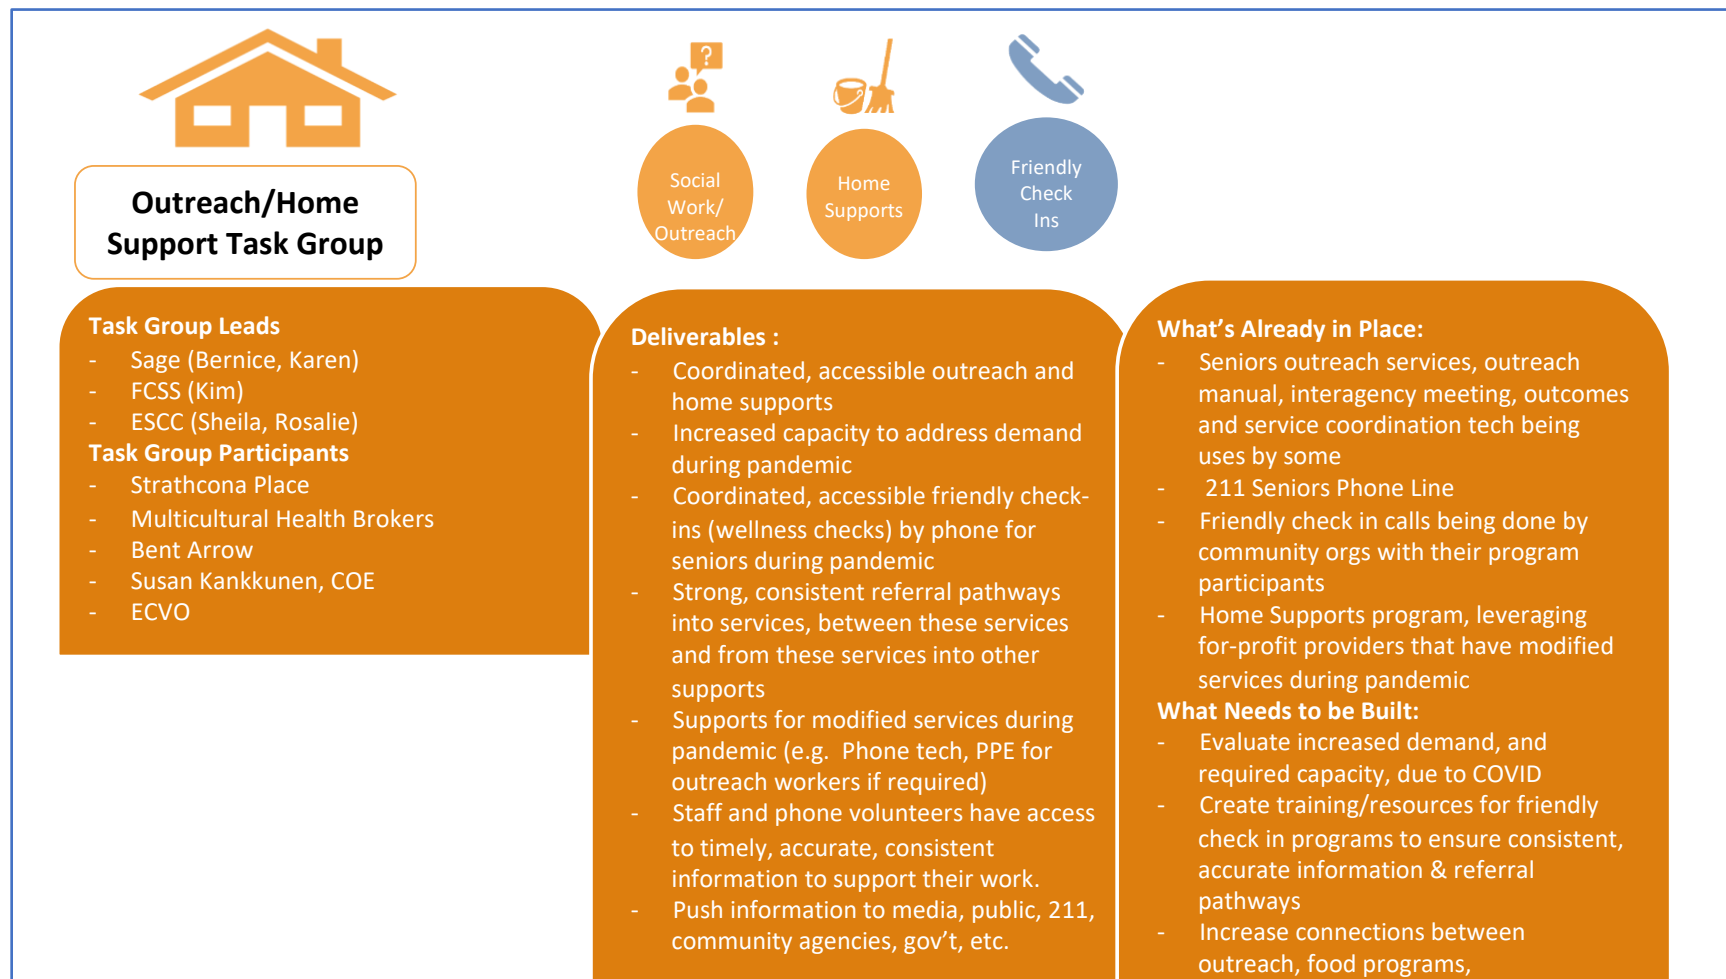 ?
Social
Work/
Outreach
Home
Supports
Friendly
Check
Ins
Outreach/Home
Support Task Group
Task Group Leads
- Sage (Bernice, Karen)
- FCSS (Kim)
- ESCC (Sheila, Rosalie)
Task Group Participants
- Strathcona Place
- Multicultural Health Brokers
- Bent Arrow
- Susan Kankkunen, COE
- ECVO
Deliverables :
- Coordinated, accessible outreach and
home supports
- Increased capacity to address demand
during pandemic
- Coordinated, accessible friendly check-
ins (wellness checks) by phone for
seniors during pandemic
- Strong, consistent referral pathways
into services, between these services
and from these services into other
supports
- Supports for modified services during
pandemic (e.g. Phone tech, PPE for
outreach workers if required)
- Staff and phone volunteers have access
to timely, accurate, consistent
information to support their work.
- Push information to media, public, 211,
community agencies, gov’t, etc.
What’s Already in Place:
- Seniors outreach services, outreach
manual, interagency meeting, outcomes
and service coordination tech being
uses by some
- 211 Seniors Phone Line
- Friendly check in calls being done by
community orgs with their program
participants
- Home Supports program, leveraging
for-profit providers that have modified
services during pandemic
What Needs to be Built:
- Evaluate increased demand, and
required capacity, due to COVID
- Create training/resources for friendly
check in programs to ensure consistent,
accurate information & referral
pathways
- Increase connections between
outreach, food programs,